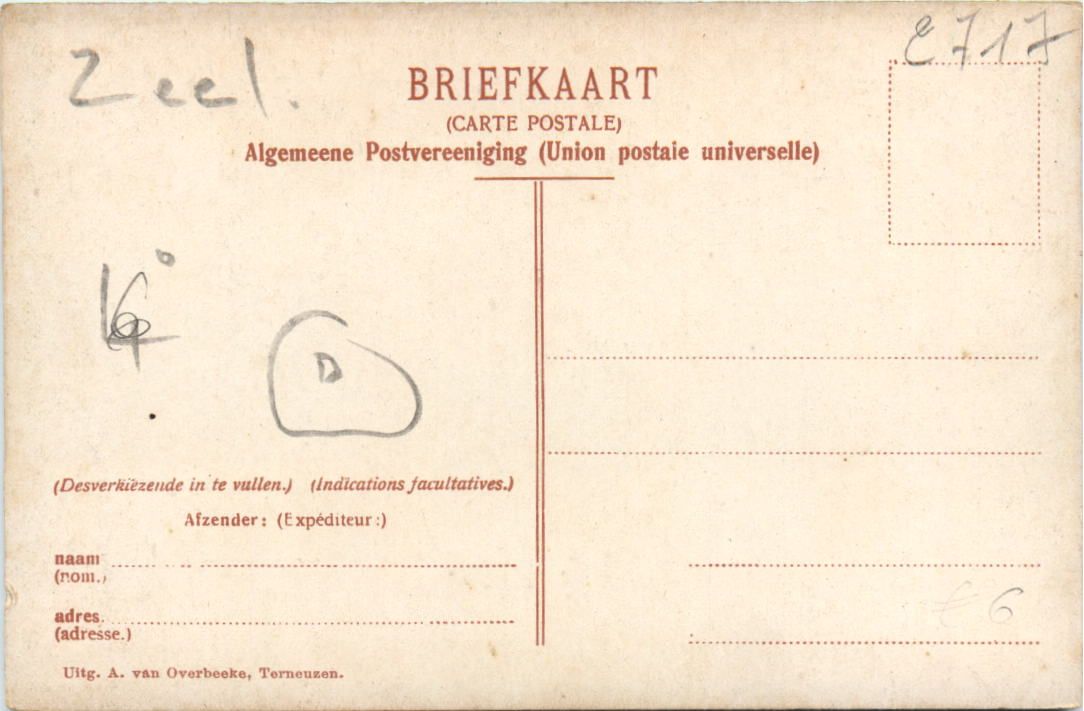 Zeel.
E717
BRIEFKAART
(CARTE POSTALE)
Algemeene Postvereeniging (Union postale universelle)
D
(Desverkiezende in te vullen.) (Indications facultatives.)
Afzender: (Expéditeur:)
naam
(nom.)
adres.
(adresse.)
€ 6
Uitg. A. van Overbeeke, Terneuzen.